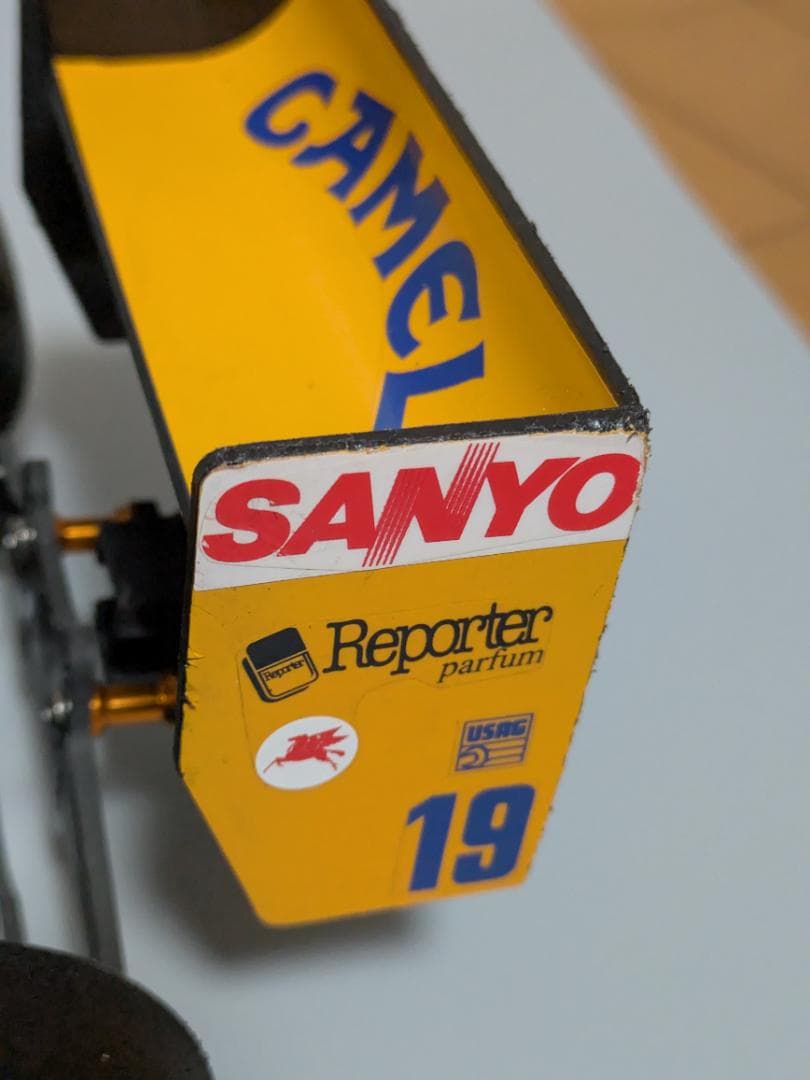 CAMEL
SANYO
Reporter
parfum
Reporter
USAG
19